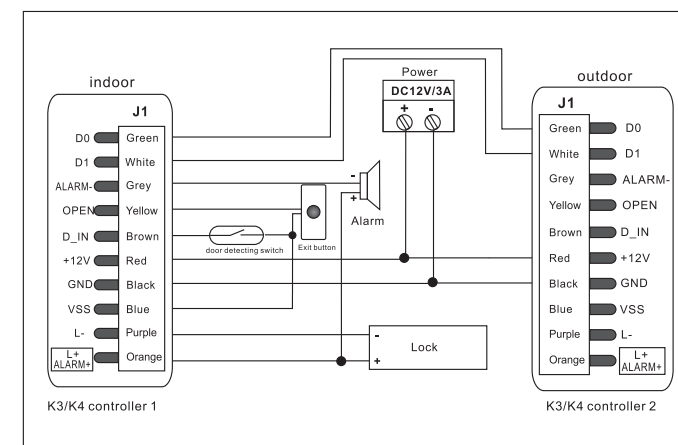 indoor
J1
D0 Green
D1 White
ALARM- Grey
OPEN Yellow
D_IN Brown
+12V Red
GND Black
VSS Blue
L- Purple
L+
ALARM+
Orange
K3/K4 controller 1
Power
DC12V/3A
+ -
-
+
Alarm
door detecting switch
Exit button
-
+
Lock
outdoor
J1
Green D0
White D1
Grey ALARM-
Yellow OPEN
Brown D_IN
Red +12V
Black GND
Blue VSS
Purple L-
Orange
L+
ALARM+
K3/K4 controller 2